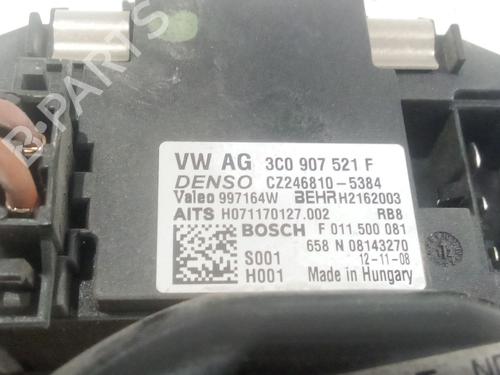 B-PARTS
VW AG 3C0 907 521 F
DENSO CZ246810-5384
Valeo 997164W BEHR H2162003
AITS H071170127.002 RB8
BOSCH F 011 500 081
658 N 08143270
S001 12-11-08
H001 Made in Hungary